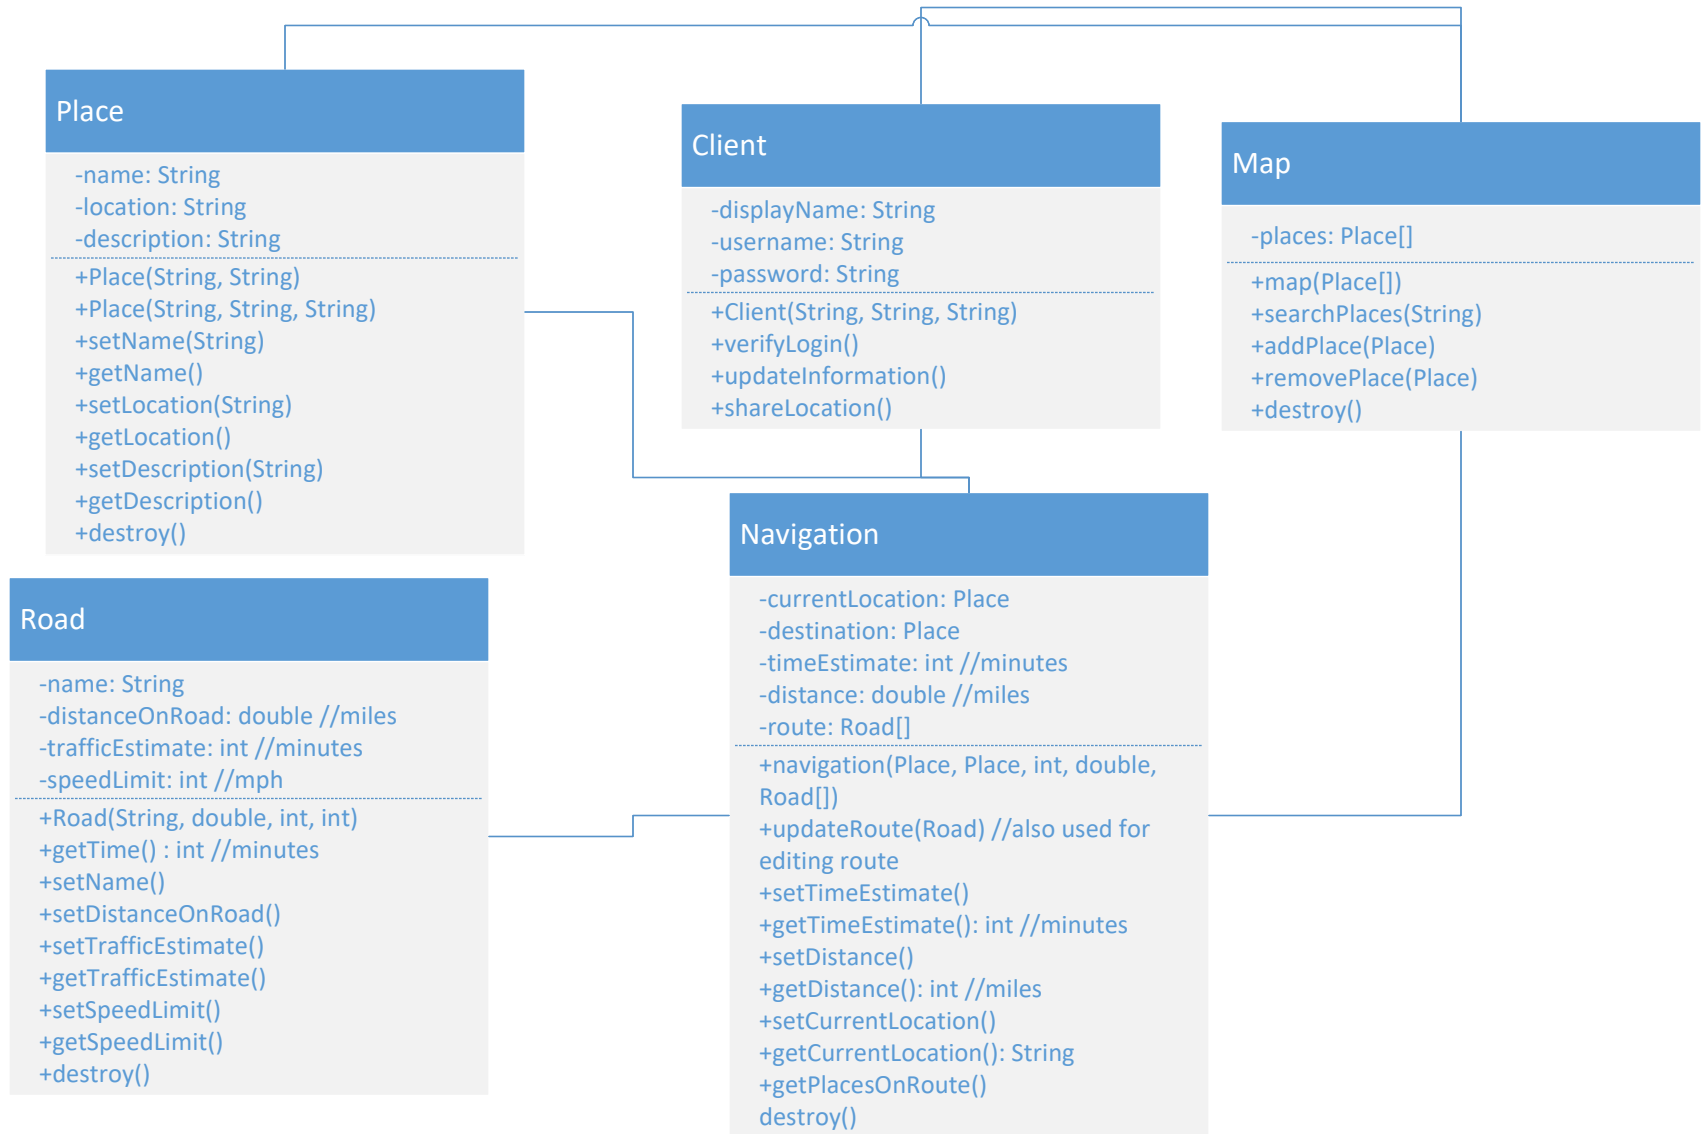 Place
-name: String
-location: String
-description: String
+Place(String, String)
+Place(String, String, String)
+setName(String)
+getName()
+setLocation(String)
+getLocation()
+setDescription(String)
+getDescription()
+destroy()
Client
-displayName: String
-username: String
-password: String
+Client(String, String, String)
+verifyLogin()
+updateInformation()
+shareLocation()
Map
-places: Place[]
+map(Place[])
+searchPlaces(String)
+addPlace(Place)
+removePlace(Place)
+destroy()
Road
-name: String
-distanceOnRoad: double //miles
-trafficEstimate: int //minutes
-speedLimit: int //mph
+Road(String, double, int, int)
+getTime() : int //minutes
+setName()
+setDistanceOnRoad()
+setTrafficEstimate()
+getTrafficEstimate()
+setSpeedLimit()
+getSpeedLimit()
+destroy()
Navigation
-currentLocation: Place
-destination: Place
-timeEstimate: int //minutes
-distance: double //miles
-route: Road[]
+navigation(Place, Place, int, double,
Road[])
+updateRoute(Road) //also used for
editing route
+setTimeEstimate()
+getTimeEstimate(): int //minutes
+setDistance()
+getDistance(): int //miles
+setCurrentLocation()
+getCurrentLocation(): String
+getPlacesOnRoute()
destroy()